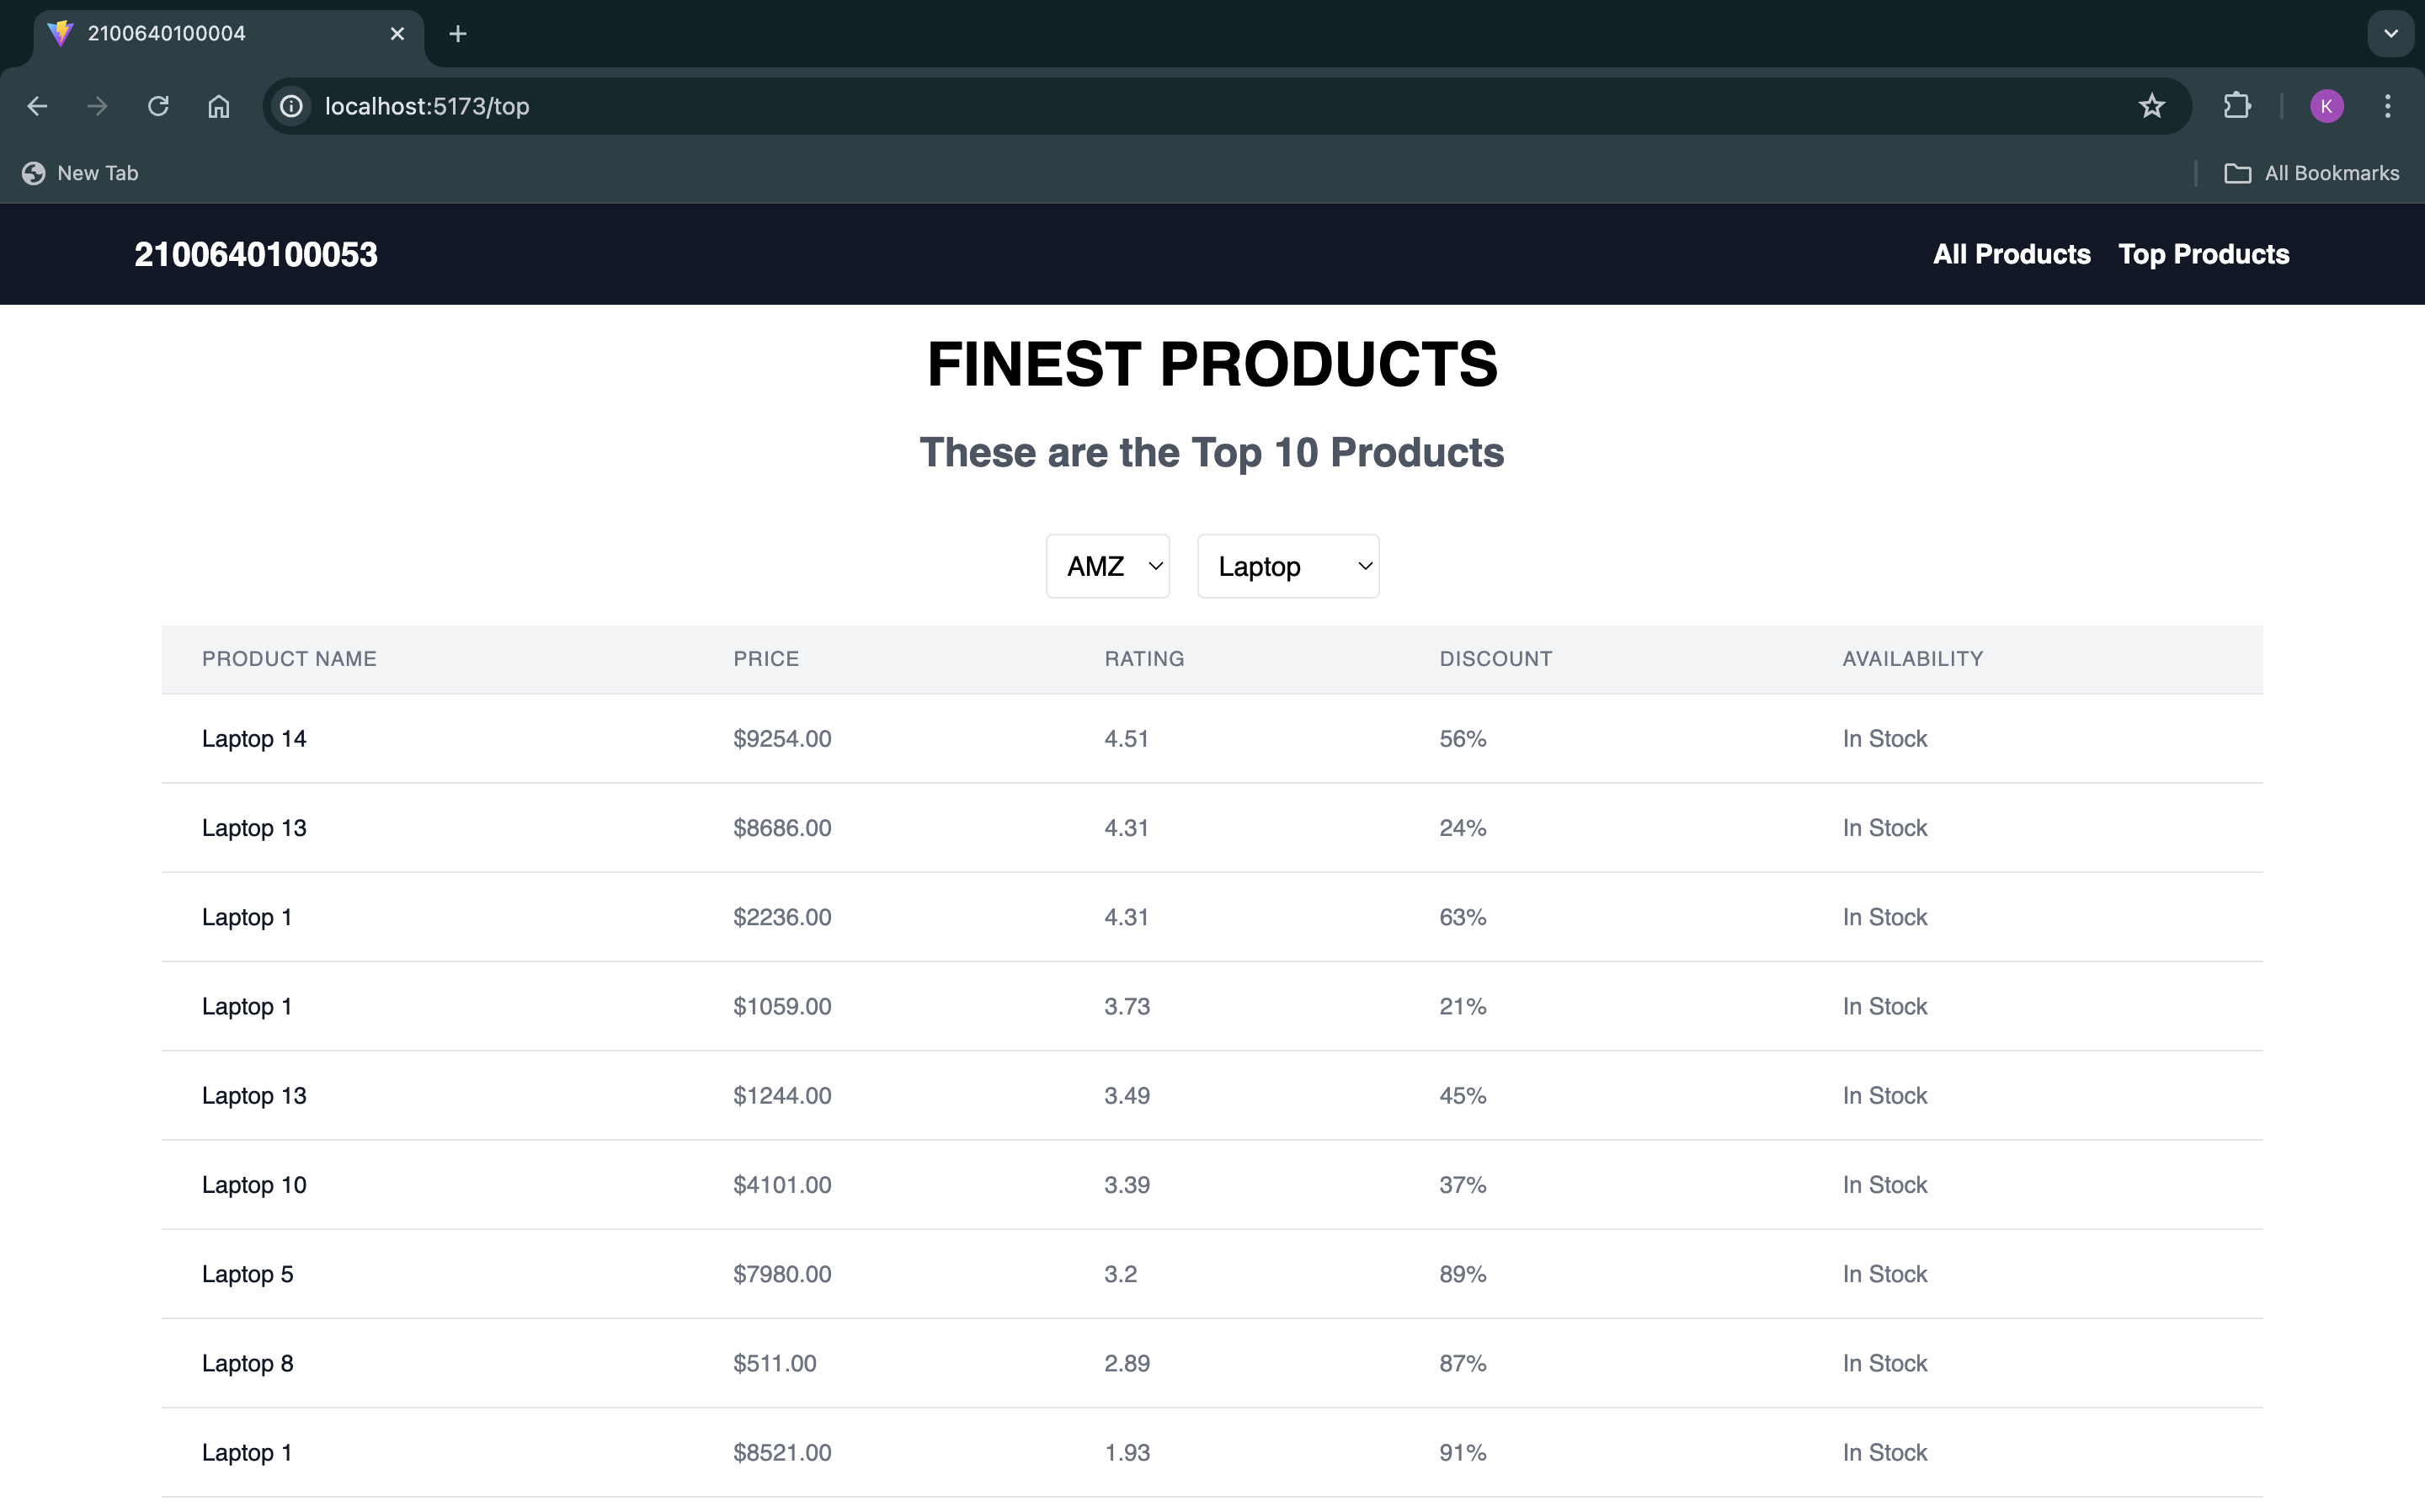 2100640100004
localhost:5173/top
K
New Tab
All Bookmarks
2100640100053
All Products Top Products
FINEST PRODUCTS
These are the Top 10 Products
AMZ Laptop
PRODUCT NAME PRICE RATING DISCOUNT AVAILABILITY
Laptop 14 $9254.00 4.51 56% In Stock
Laptop 13 $8686.00 4.31 24% In Stock
Laptop 1 $2236.00 4.31 63% In Stock
Laptop 1 $1059.00 3.73 21% In Stock
Laptop 13 $1244.00 3.49 45% In Stock
Laptop 10 $4101.00 3.39 37% In Stock
Laptop 5 $7980.00 3.2 89% In Stock
Laptop 8 $511.00 2.89 87% In Stock
Laptop 1 $8521.00 1.93 91% In Stock